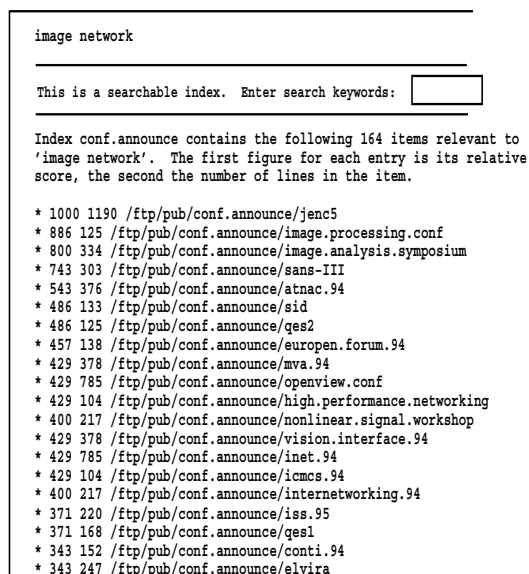 image network
This is a searchable index.  Enter search keywords:
Index conf.announce contains the following 164 items relevant to
'image network'.  The first figure for each entry is its relative
score, the second the number of lines in the item.
* 1000 1190 /ftp/pub/conf.announce/jenc5
* 886 125 /ftp/pub/conf.announce/image.processing.conf
* 800 334 /ftp/pub/conf.announce/image.analysis.symposium
* 743 303 /ftp/pub/conf.announce/sans-III
* 543 376 /ftp/pub/conf.announce/atnac.94
* 486 133 /ftp/pub/conf.announce/sid
* 486 125 /ftp/pub/conf.announce/qes2
* 457 138 /ftp/pub/conf.announce/europen.forum.94
* 429 378 /ftp/pub/conf.announce/mva.94
* 429 785 /ftp/pub/conf.announce/openview.conf
* 429 104 /ftp/pub/conf.announce/high.performance.networking
* 400 217 /ftp/pub/conf.announce/nonlinear.signal.workshop
* 429 378 /ftp/pub/conf.announce/vision.interface.94
* 429 785 /ftp/pub/conf.announce/inet.94
* 429 104 /ftp/pub/conf.announce/icmcs.94
* 400 217 /ftp/pub/conf.announce/internetworking.94
* 371 220 /ftp/pub/conf.announce/iss.95
* 371 168 /ftp/pub/conf.announce/qes1
* 343 152 /ftp/pub/conf.announce/conti.94
* 343 247 /ftp/pub/conf.announce/elvira